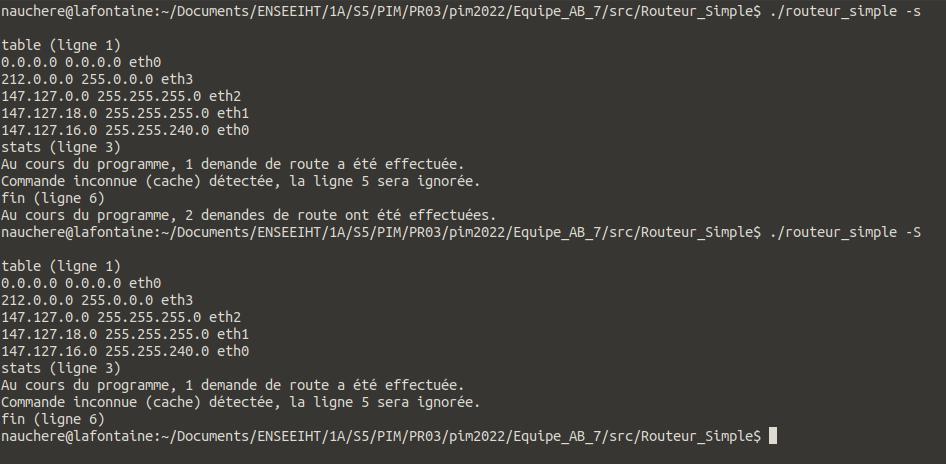 nauchere@lafontaine:~/Documents/ENSEEIHT/1A/S5/PIM/PR03/pim2022/Equipe_AB_7/src/Routeur_Simple$ ./routeur_simple -s
table (ligne 1)
0.0.0.0 0.0.0.0 eth0
212.0.0.0 255.0.0.0 eth3
147.127.0.0 255.255.255.0 eth2
147.127.18.0 255.255.255.0 eth1
147.127.16.0 255.255.240.0 eth0
stats (ligne 3)
Au cours du programme, 1 demande de route a été effectuée.
Commande inconnue (cache) détectée, la ligne 5 sera ignorée.
fin (ligne 6)
Au cours du programme, 2 demandes de route ont été effectuées.
nauchere@lafontaine:~/Documents/ENSEEIHT/1A/S5/PIM/PR03/pim2022/Equipe_AB_7/src/Routeur_Simple$ ./routeur_simple -S
table (ligne 1)
0.0.0.0 0.0.0.0 eth0
212.0.0.0 255.0.0.0 eth3
147.127.0.0 255.255.255.0 eth2
147.127.18.0 255.255.255.0 eth1
147.127.16.0 255.255.240.0 eth0
stats (ligne 3)
Au cours du programme, 1 demande de route a été effectuée.
Commande inconnue (cache) détectée, la ligne 5 sera ignorée.
fin (ligne 6)
nauchere@lafontaine:~/Documents/ENSEEIHT/1A/S5/PIM/PR03/pim2022/Equipe_AB_7/src/Routeur_Simple$